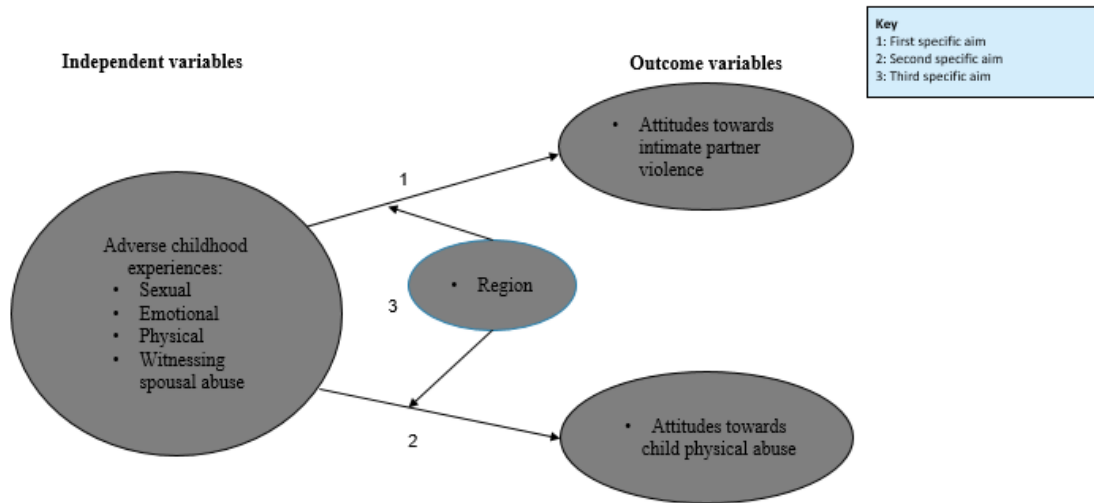 Key
1: First specific aim
2: Second specific aim
3: Third specific aim
Independent variables
Outcome variables
• Attitudes towards
intimate partner
violence
1
Adverse childhood
experiences:
• Sexual
• Emotional
• Physical
• Witnessing
spousal abuse
• Region
3
2
• Attitudes towards
child physical abuse